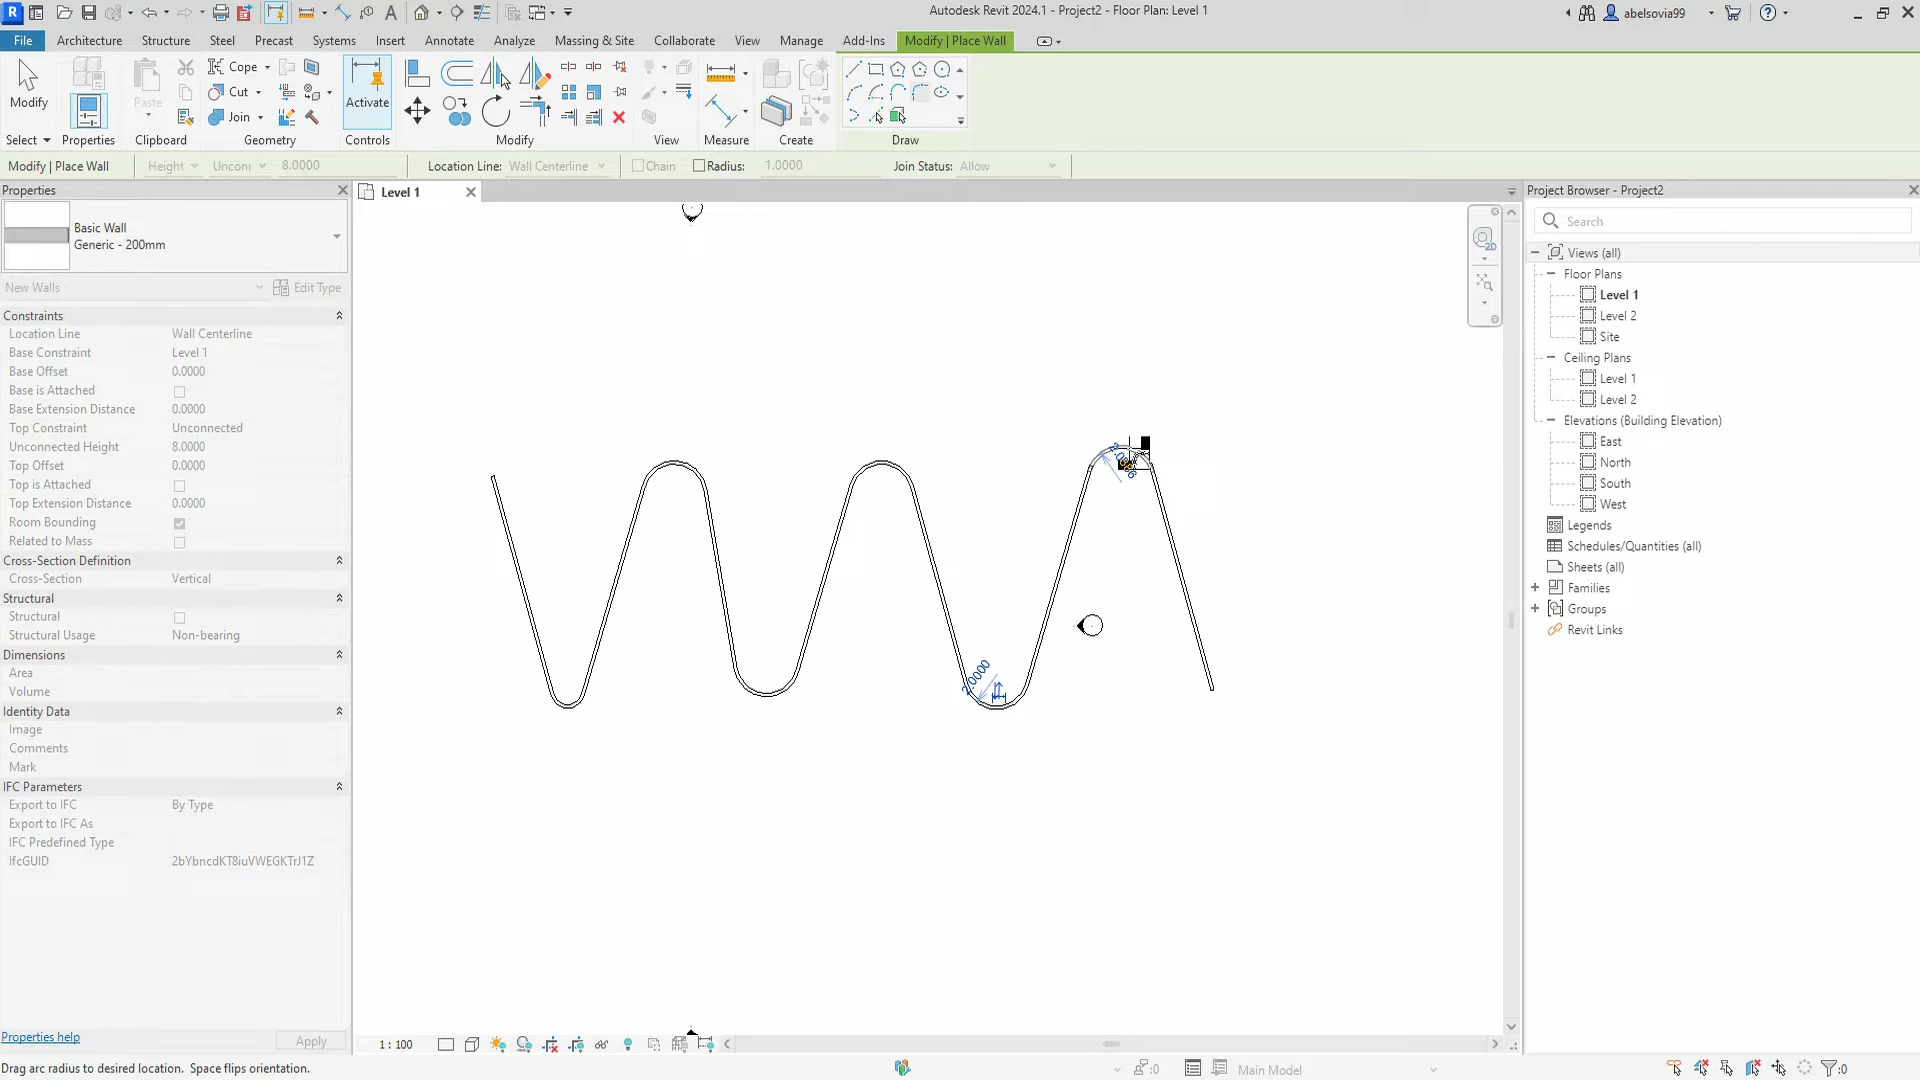 Autodesk Revit 2024.1 - Project2 - Floor Plan: Level 1
abelsovia99
File
Architecture
Structure
Steel
Precast
Systems
Insert
Annotate
Analyze
Massing & Site
Collaborate
View
Manage
Add-Ins
Modify | Place Wall
Modify
Paste
Cope
Cut
Join
Activate
Select
Properties
Clipboard
Geometry
Controls
Modify
View
Measure
Create
Draw
Modify | Place Wall
Height
Uncon
8.0000
Location Line:
Wall Centerline
Chain
Radius:
1.0000
Join Status:
Allow
Properties
Basic Wall
Generic - 200mm
New Walls
Edit Type
Constraints
Location Line Wall Centerline
Base Constraint Level 1
Base Offset 0.0000
Base is Attached
Base Extension Distance 0.0000
Top Constraint Unconnected
Unconnected Height 8.0000
Top Offset 0.0000
Top is Attached
Top Extension Distance 0.0000
Room Bounding
Related to Mass
Cross-Section Definition
Cross-Section Vertical
Structural
Structural
Structural Usage Non-bearing
Dimensions
Area
Volume
Identity Data
Image
Comments
Mark
IFC Parameters
Export to IFC By Type
Export to IFC As
IFC Predefined Type
IfcGUID 2bYbncdKT8iuVWEGKTrJ1Z
Properties help
Apply
Level 1
2D
2.0000
Project Browser - Project2
Search
Views (all)
Floor Plans
Level 1
Level 2
Site
Ceiling Plans
Level 1
Level 2
Elevations (Building Elevation)
East
North
South
West
Legends
Schedules/Quantities (all)
Sheets (all)
Families
Groups
Revit Links
1 : 100
Drag arc radius to desired location. Space flips orientation.
:0
Main Model
:0